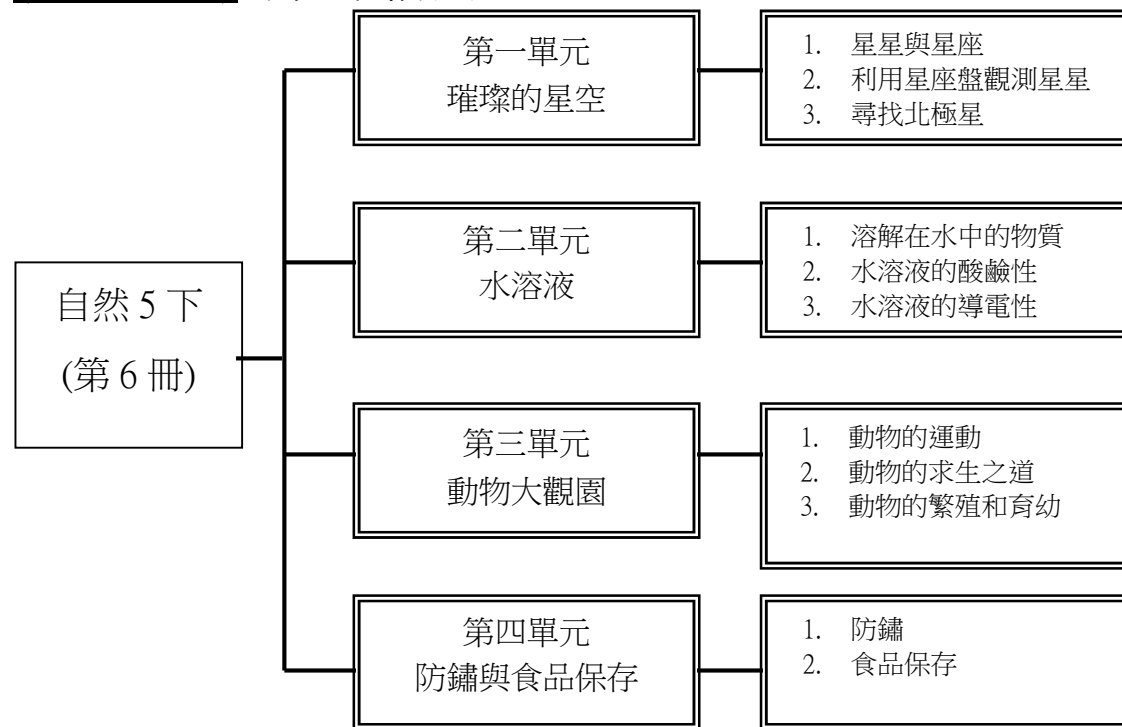 自然 5 下
(第 6 冊)
第一單元
璀璨的星空
1. 星星與星座
2. 利用星座盤觀測星星
3. 尋找北極星
第二單元
水溶液
1. 溶解在水中的物質
2. 水溶液的酸鹼性
3. 水溶液的導電性
第三單元
動物大觀園
1. 動物的運動
2. 動物的求生之道
3. 動物的繁殖和育幼
第四單元
防鏽與食品保存
1. 防鏽
2. 食品保存